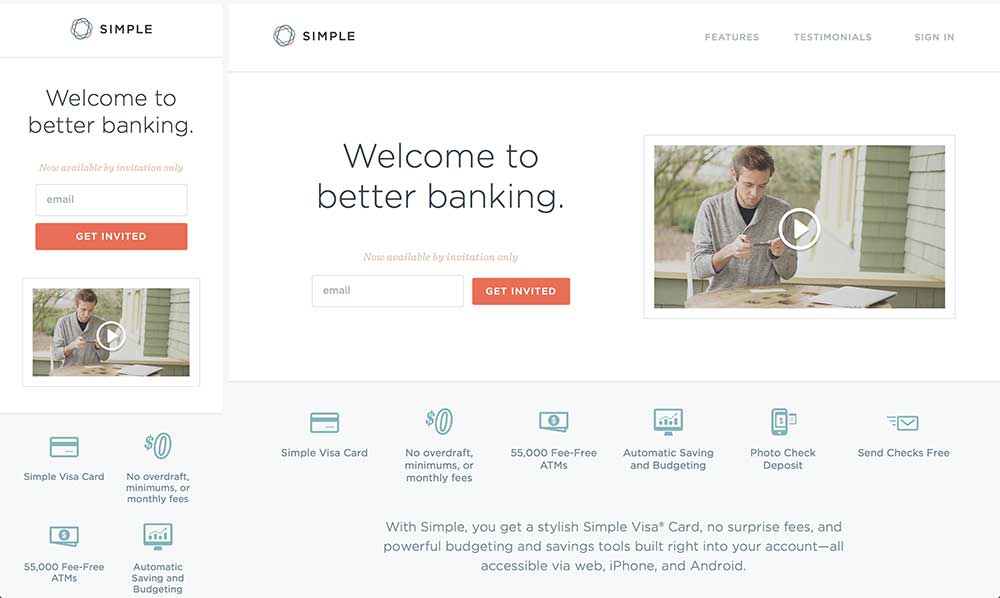 SIMPLE
Welcome to
better banking.
Now available by invitation only
email
GET INVITED
Simple Visa Card
$0
No overdraft,
minimums, or
monthly fees
$
55,000 Fee-Free
ATMs
Automatic
Saving and
Budgeting
SIMPLE
FEATURES
TESTIMONIALS
SIGN IN
Welcome to
better banking.
Now available by invitation only
email
GET INVITED
Simple Visa Card
$0
No overdraft,
minimums, or
monthly fees
$
55,000 Fee-Free
ATMs
Automatic Saving
and Budgeting
$
Photo Check
Deposit
Send Checks Free
With Simple, you get a stylish Simple Visa® Card, no surprise fees, and
powerful budgeting and savings tools built right into your account—all
accessible via web, iPhone, and Android.